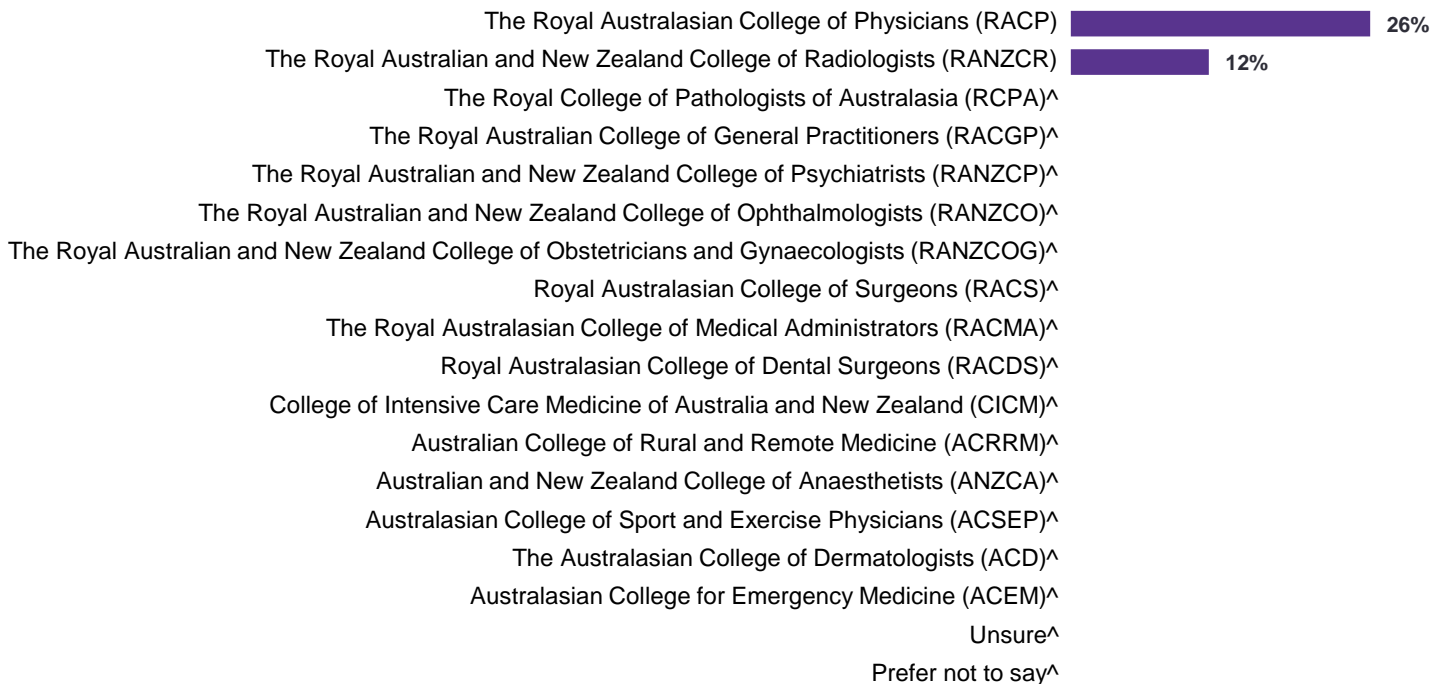 The Royal Australasian College of Physicians (RACP) 26%
The Royal Australian and New Zealand College of Radiologists (RANZCR) 12%
The Royal College of Pathologists of Australasia (RCPA)^
The Royal Australian College of General Practitioners (RACGP)^
The Royal Australian and New Zealand College of Psychiatrists (RANZCP)^
The Royal Australian and New Zealand College of Ophthalmologists (RANZCO)^
The Royal Australian and New Zealand College of Obstetricians and Gynaecologists (RANZCOG)^
Royal Australasian College of Surgeons (RACS)^
The Royal Australasian College of Medical Administrators (RACMA)^
Royal Australasian College of Dental Surgeons (RACDS)^
College of Intensive Care Medicine of Australia and New Zealand (CICM)^
Australian College of Rural and Remote Medicine (ACRRM)^
Australian and New Zealand College of Anaesthetists (ANZCA)^
Australasian College of Sport and Exercise Physicians (ACSEP)^
The Australasian College of Dermatologists (ACD)^
Australasian College for Emergency Medicine (ACEM)^
Unsure^
Prefer not to say^